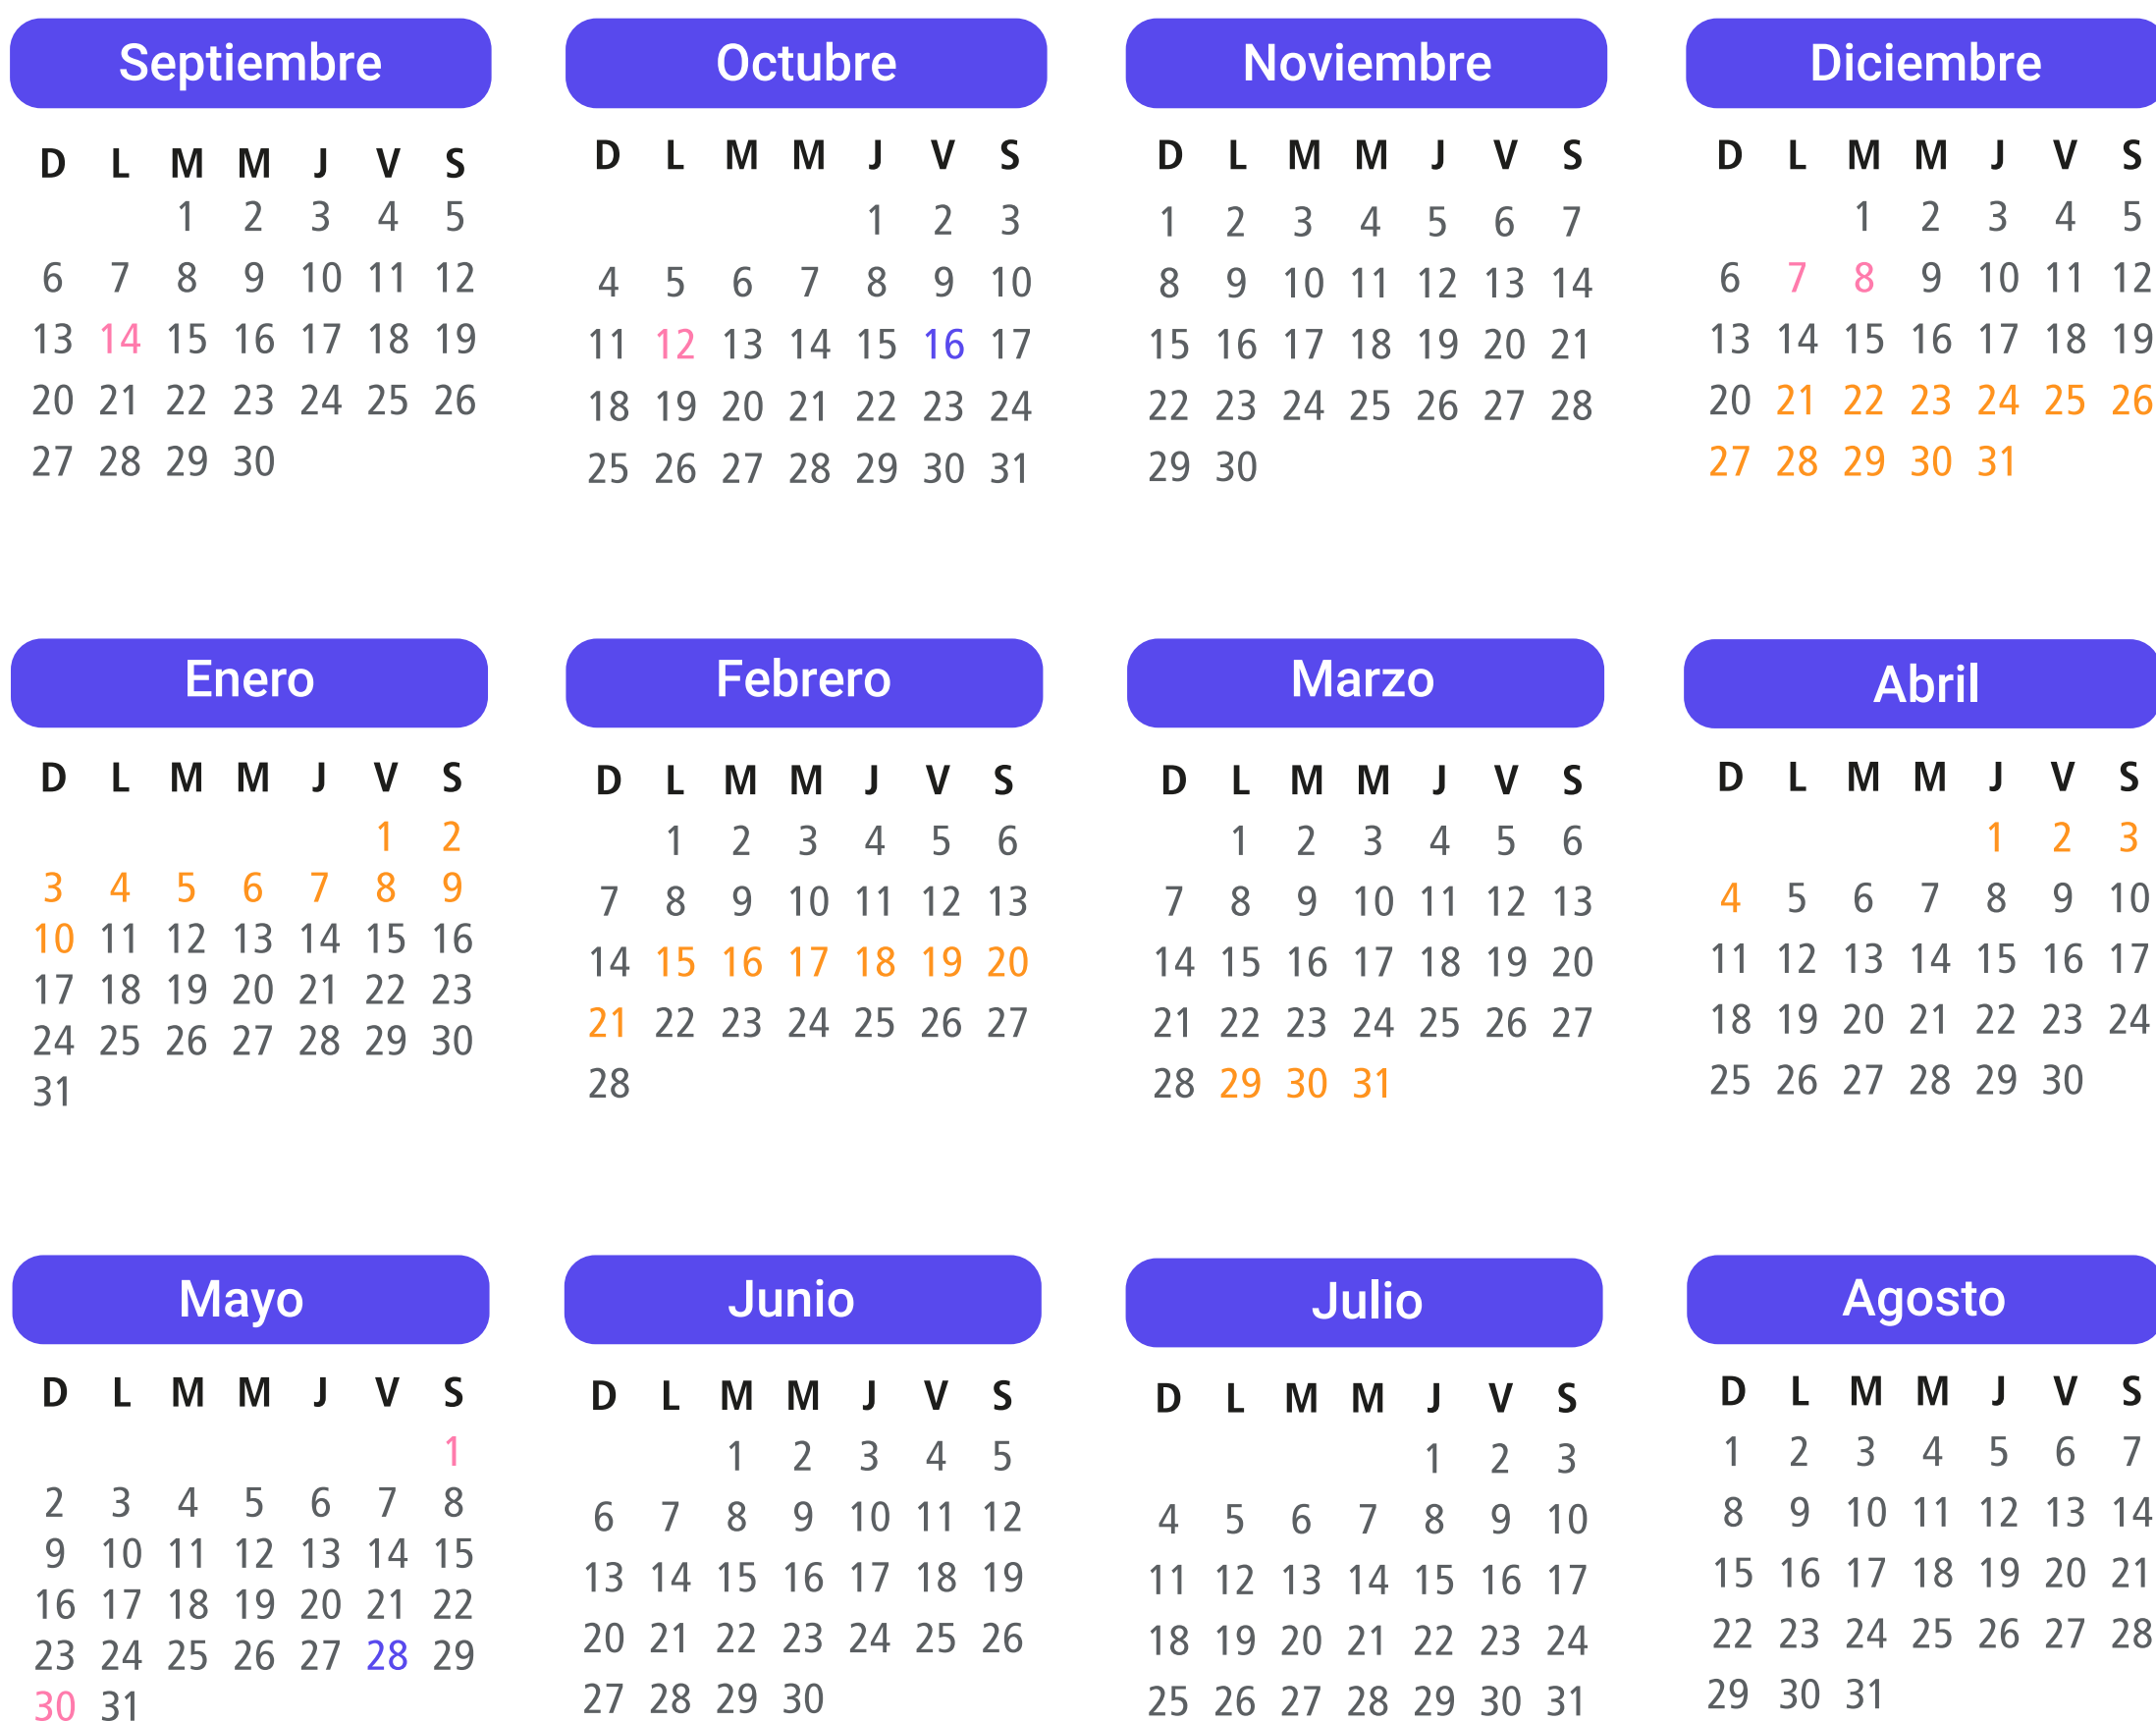 Septiembre
D L M M J V S
1 2 3 4 5
6 7 8 9 10 11 12
13 14 15 16 17 18 19
20 21 22 23 24 25 26
27 28 29 30
Octubre
D L M M J V S
1 2 3
4 5 6 7 8 9 10
11 12 13 14 15 16 17
18 19 20 21 22 23 24
25 26 27 28 29 30 31
Noviembre
D L M M J V S
1 2 3 4 5 6 7
8 9 10 11 12 13 14
15 16 17 18 19 20 21
22 23 24 25 26 27 28
29 30
Diciembre
D L M M J V S
1 2 3 4 5
6 7 8 9 10 11 12
13 14 15 16 17 18 19
20 21 22 23 24 25 26
27 28 29 30 31
Enero
D L M M J V S
1 2
3 4 5 6 7 8 9
10 11 12 13 14 15 16
17 18 19 20 21 22 23
24 25 26 27 28 29 30
31
Febrero
D L M M J V S
1 2 3 4 5 6
7 8 9 10 11 12 13
14 15 16 17 18 19 20
21 22 23 24 25 26 27
28
Marzo
D L M M J V S
1 2 3 4 5 6
7 8 9 10 11 12 13
14 15 16 17 18 19 20
21 22 23 24 25 26 27
28 29 30 31
Abril
D L M M J V S
1 2 3
4 5 6 7 8 9 10
11 12 13 14 15 16 17
18 19 20 21 22 23 24
25 26 27 28 29 30
Mayo
D L M M J V S
1
2 3 4 5 6 7 8
9 10 11 12 13 14 15
16 17 18 19 20 21 22
23 24 25 26 27 28 29
30 31
Junio
D L M M J V S
1 2 3 4 5
6 7 8 9 10 11 12
13 14 15 16 17 18 19
20 21 22 23 24 25 26
27 28 29 30
Julio
D L M M J V S
1 2 3
4 5 6 7 8 9 10
11 12 13 14 15 16 17
18 19 20 21 22 23 24
25 26 27 28 29 30 31
Agosto
D L M M J V S
1 2 3 4 5 6 7
8 9 10 11 12 13 14
15 16 17 18 19 20 21
22 23 24 25 26 27 28
29 30 31